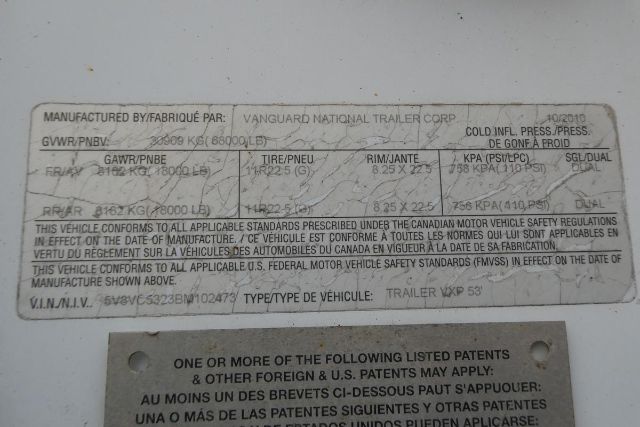 MANUFACTURED BY/FABRIQUÉ PAR: VANGUARD NATIONAL TRAILER CORP. 10/2010
GVWR/PNBV: 30909 KG( 68000 LB) COLD INFL. PRESS./PRESS. DE GONF À FROID
GAWR/PNBE TIRE/PNEU RIM/JANTE KPA (PSI/LPC) SGL/DUAL
FR/AV 8182 KG( 18000 LB) 11R22.5 (G) 8.25 X 22.5 758 KPA( 110 PSI) DUAL
RR/AR 8182 KG( 18000 LB) 11R22.5 (G) 8.25 X 22.5 758 KPA( 110 PSI) DUAL
THIS VEHICLE CONFORMS TO ALL APPLICABLE STANDARDS PRESCRIBED UNDER THE CANADIAN MOTOR VEHICLE SAFETY REGULATIONS
IN EFFECT ON THE DATE OF MANUFACTURE. / CE VÉHICULE EST CONFORME À TOUTES LES NORMES QUI LUI SONT APPLICABLES EN
VERTU DU RÈGLEMENT SUR LA VÉHICULES DES AUTOMOBILES DU CANADA EN VIGUEUR À LA DATE DE SA FABRICATION.
THIS VEHICLE CONFORMS TO ALL APPLICABLE U.S. FEDERAL MOTOR VEHICLE SAFETY STANDARDS (FMVSS) IN EFFECT ON THE DATE OF
MANUFACTURE SHOWN ABOVE.
V.I.N./N.I.V.. 5V8VC5323BM102473 TYPE/TYPE DE VÉHICULE: TRAILER VXP 53'
ONE OR MORE OF THE FOLLOWING LISTED PATENTS
& OTHER FOREIGN & U.S. PATENTS MAY APPLY:
AU MOINS UN DES BREVETS CI-DESSOUS PAUT S'APPUOUER:
UNA O MÁS DE LAS PATENTES SIGUIENTES Y OTRAS PATENTES
DE ESTADOS UNIDOS PUEDEN APLICARSE: